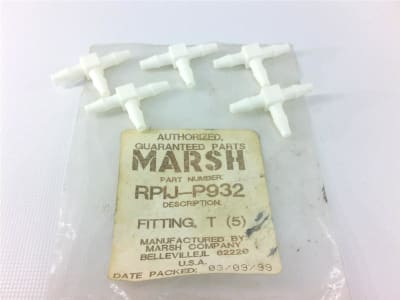 AUTHORIZED,
GUARANTEED PARTS
MARSH
PART NUMBER:
RPIJ-P932
DESCRIPTION:
FITTING, T (5)
MANUFACTURED BY
MARSH COMPANY
BELLEVILLE,IL 62220
U.S.A.
DATE PACKED: 03/09/99